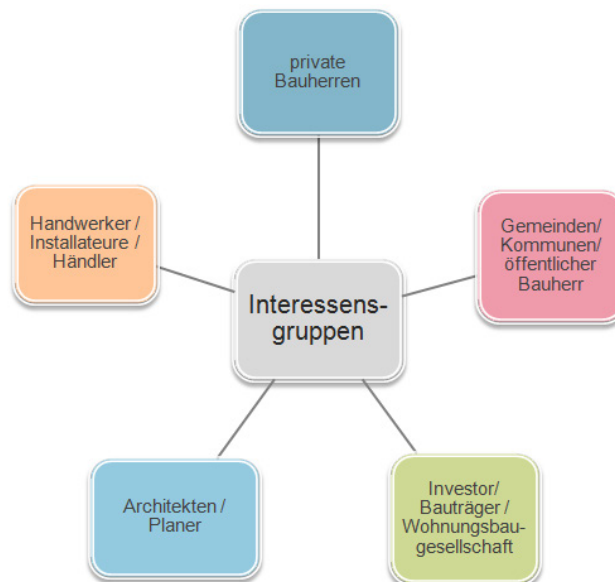 private
Bauherren
Handwerker /
Installateure /
Händler
Gemeinden/
Kommunen/
öffentlicher
Bauherr
Interessens-
gruppen
Architekten /
Planer
Investor/
Bauträger /
Wohnungsbau-
gesellschaft